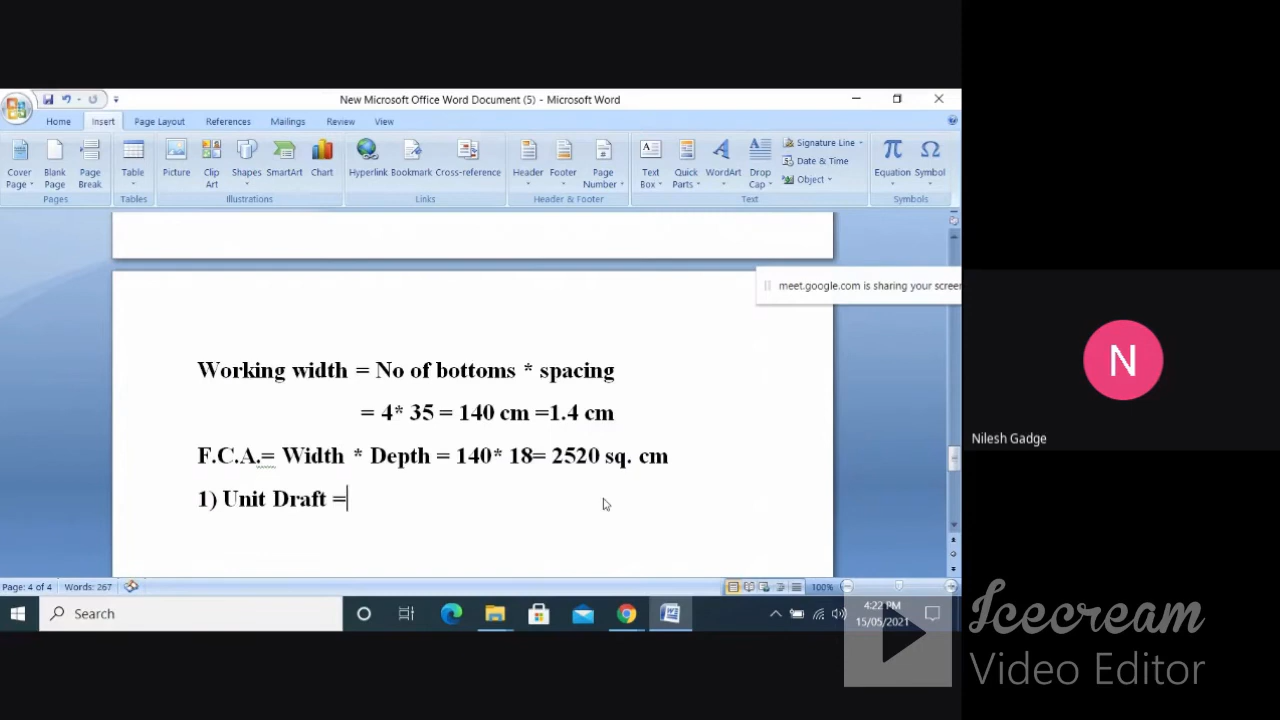 New Microsoft Office Word Document (5) - Microsoft Word
Home Insert Page Layout References Mailings Review View
Cover Page Blank Page Page Break Table Picture Clip Art Shapes SmartArt Chart Hyperlink Bookmark Cross-reference Header Footer Page Number Text Box Quick Parts WordArt Drop Cap Signature Line Date & Time Object Equation Symbol
Pages Tables Illustrations Links Header & Footer Text Symbols
meet.google.com is sharing your screen
Working width = No of bottoms * spacing
= 4* 35 = 140 cm =1.4 cm
F.C.A.= Width * Depth = 140* 18= 2520 sq. cm
1) Unit Draft =
N
Nilesh Gadge
Page: 4 of 4 Words: 267 100%
Search
4:22 PM
15/05/2021
Icecream
Video Editor